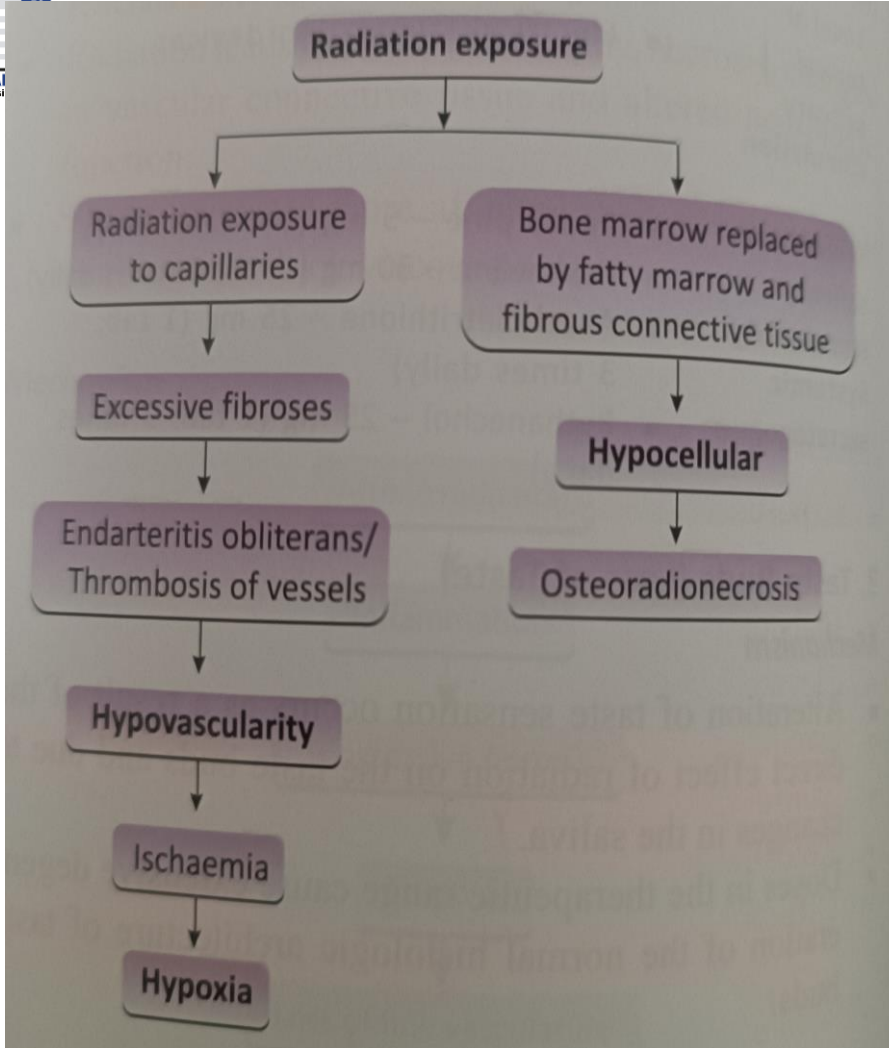 Radiation exposure
Radiation exposure
to capillaries
Excessive fibroses
Endarteritis obliterans/
Thrombosis of vessels
Hypovascularity
Ischaemia
Hypoxia
Bone marrow replaced
by fatty marrow and
fibrous connective tissue
Hypocellular
Osteoradionecrosis